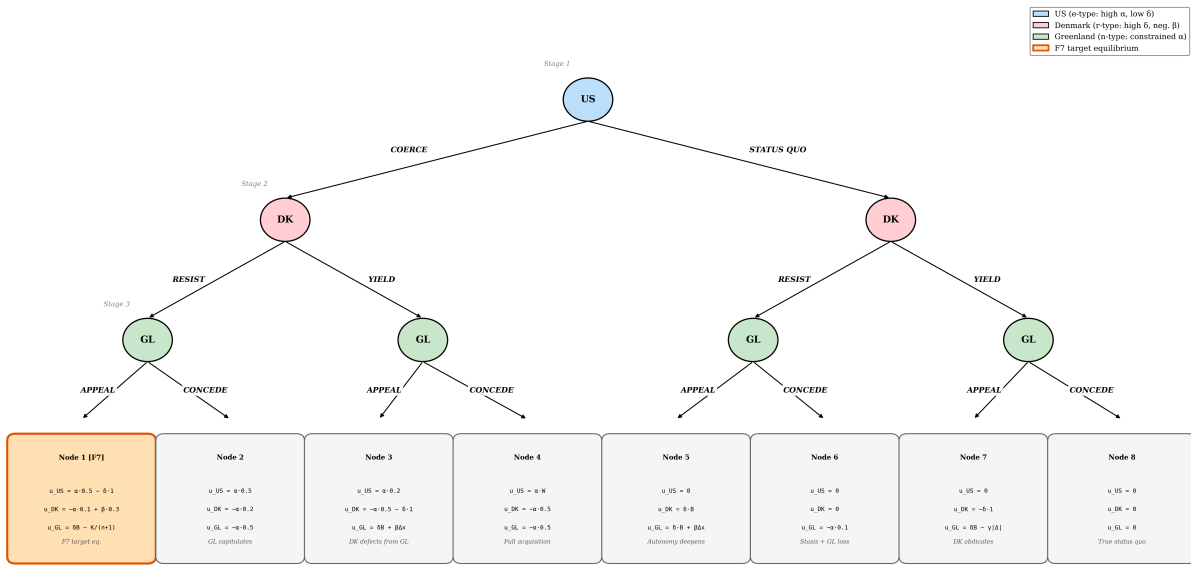 US (e-type: high α, low δ)
Denmark (r-type: high δ, neg. β)
Greenland (n-type: constrained α)
F7 target equilibrium
Stage 1
US
COERCE
STATUS QUO
Stage 2
DK
DK
RESIST
YIELD
RESIST
YIELD
Stage 3
GL
GL
GL
GL
APPEAL
CONCEDE
APPEAL
CONCEDE
APPEAL
CONCEDE
APPEAL
CONCEDE
Node 1 [F7]
u_US = α·0.5 − δ·1
u_DK = −α·0.1 + β·0.3
u_GL = δB − K/(n+1)
F7 target eq.
Node 2
u_US = α·0.5
u_DK = −α·0.2
u_GL = −α·0.5
GL capitulates
Node 3
u_US = α·0.2
u_DK = −α·0.5 − δ·1
u_GL = δB + βΔx
DK defects from GL
Node 4
u_US = α·W
u_DK = −α·0.5
u_GL = −α·0.5
Full acquisition
Node 5
u_US = 0
u_DK = δ·B
u_GL = δ·B + βΔx
Autonomy deepens
Node 6
u_US = 0
u_DK = 0
u_GL = −α·0.1
Stasis + GL loss
Node 7
u_US = 0
u_DK = −δ·1
u_GL = δB − γ|Δ|
DK abdicates
Node 8
u_US = 0
u_DK = 0
u_GL = 0
True status quo